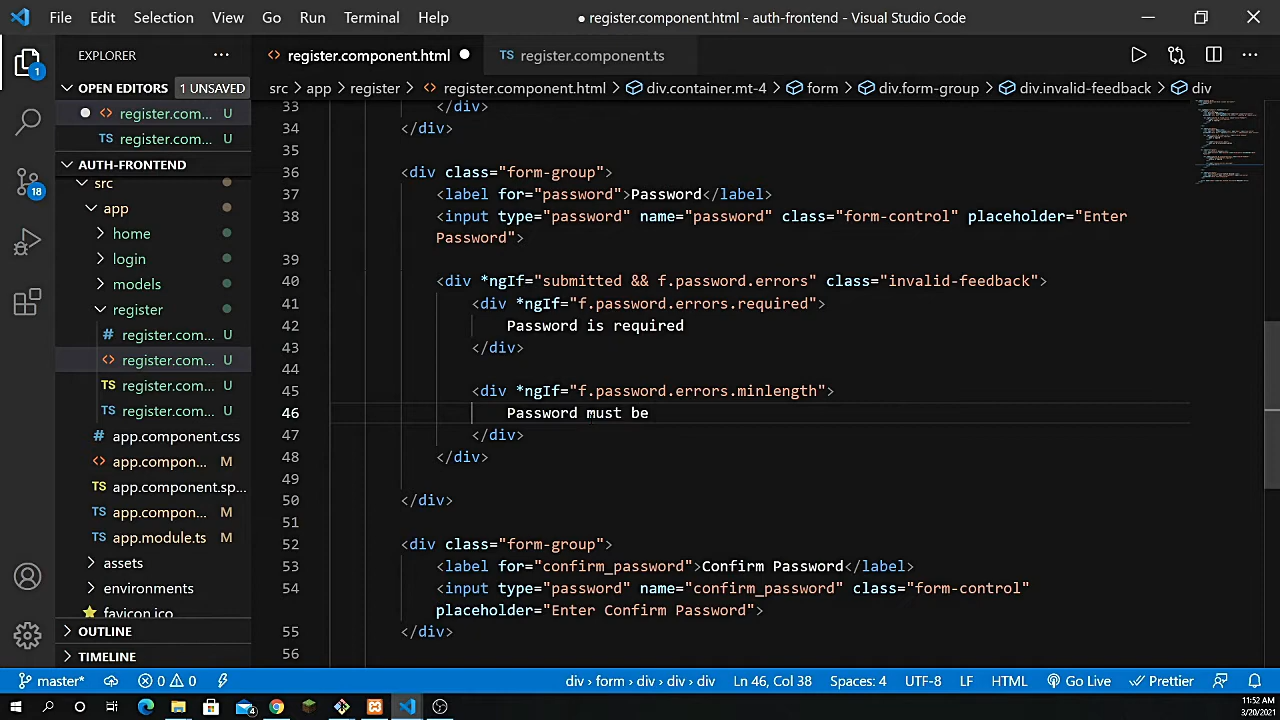 File Edit Selection View Go Run Terminal Help
● register.component.html - auth-frontend - Visual Studio Code
EXPLORER
<> register.component.html ●
TS register.component.ts
OPEN EDITORS 1 UNSAVED
src > app > register > <> register.component.html > div.container.mt-4 > form > div.form-group > div.invalid-feedback > div
● <> register.com... U
TS register.com... U
AUTH-FRONTEND
src
app
home
login
models
register
# register.com... U
<> register.com... U
TS register.com... U
TS register.com... U
app.component.css
<> app.compon... M
TS app.component.sp...
TS app.compon... M
TS app.module.ts M
assets
environments
favicon.ico
OUTLINE
TIMELINE
33 </div>
34 </div>
35
36 <div class="form-group">
37 <label for="password">Password</label>
38 <input type="password" name="password" class="form-control" placeholder="Enter
Password">
39
40 <div *ngIf="submitted && f.password.errors" class="invalid-feedback">
41 <div *ngIf="f.password.errors.required">
42 Password is required
43 </div>
44
45 <div *ngIf="f.password.errors.minlength">
46 Password must be
47 </div>
48 </div>
49
50 </div>
51
52 <div class="form-group">
53 <label for="confirm_password">Confirm Password</label>
54 <input type="password" name="confirm_password" class="form-control"
placeholder="Enter Confirm Password">
55 </div>
56
1
18
master* 0 0 div › form › div › div › div Ln 46, Col 38 Spaces: 4 UTF-8 LF HTML Go Live Prettier
4
11:52 AM
3/20/2021